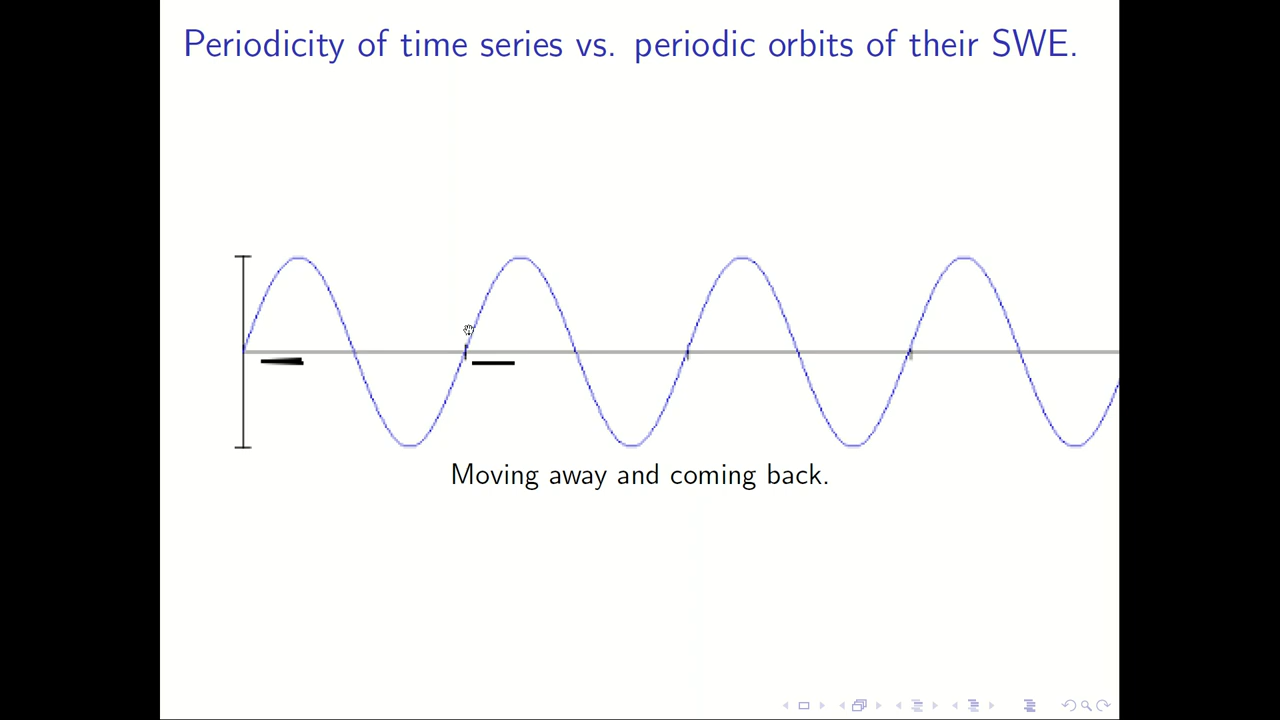 Periodicity of time series vs. periodic orbits of their SWE.
Moving away and coming back.